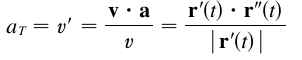 a_T = v′ = \frac{\mathbf{v} \cdot \mathbf{a}}{v} = \frac{\mathbf{r}′(t) \cdot \mathbf{r}″(t)}{|\mathbf{r}′(t)|}